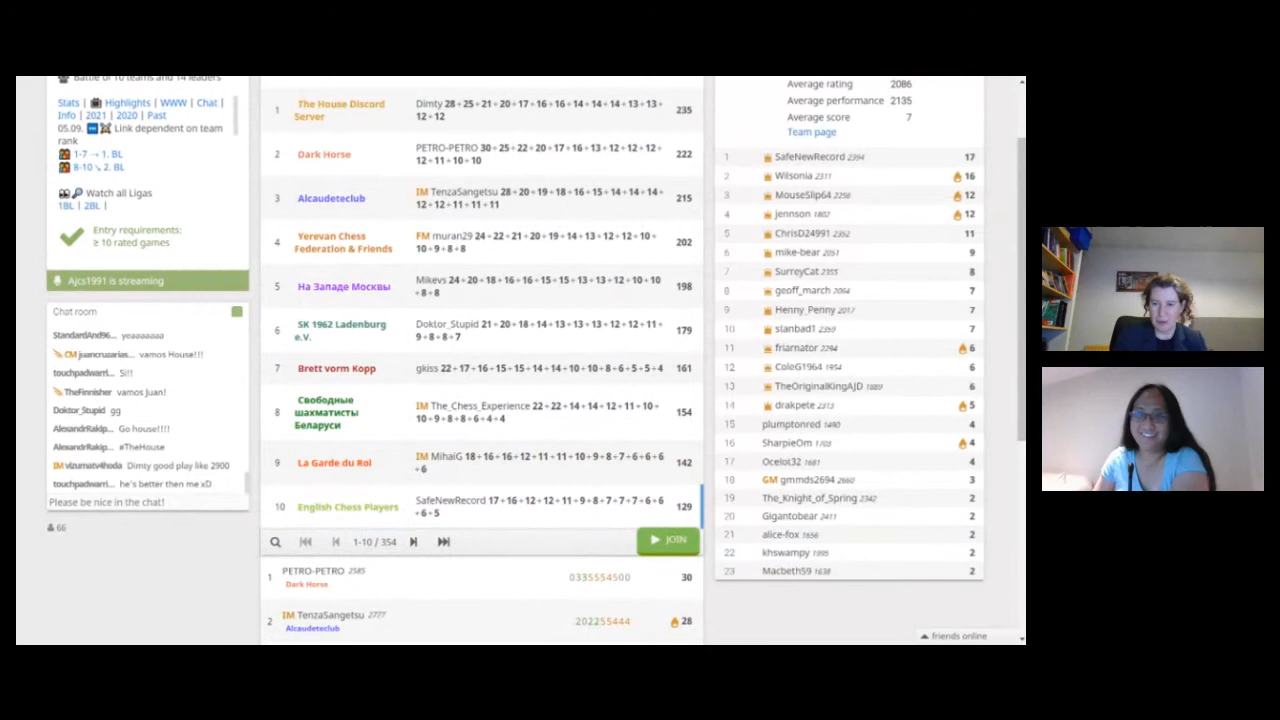 Battle of 10 teams and 14 leaders
Stats | Highlights | WWW | Chat |
Info | 2021 | 2020 | Past
05.09. Link dependent on team
rank
1-7 → 1. BL
8-10 ↘ 2. BL
Watch all Ligas
1BL | 2BL |
Entry requirements:
≥ 10 rated games
Ajcs1991 is streaming
Chat room
StandardAnd96... yeaaaaaaa
CM juancruzarias... vamos House!!!
touchpadwarri... Si!!
TheFinnisher vamos Juan!
Doktor_Stupid gg
AlexandrRakip... Go house!!!!
AlexandrRakip... #TheHouse
IM vizumatv4hoda Dimty good play like 2900
touchpadwarri... he's better then me xD
Please be nice in the chat!
66
1 The House Discord Server Dimty 28+25+21+20+17+16+16+14+14+14+13+13+
12+12 235
2 Dark Horse PETRO-PETRO 30+25+22+20+17+16+13+12+12+12+
12+11+10+10 222
3 Alcaudeteclub IM TenzaSangetsu 28+20+19+18+16+15+14+14+14+
12+12+11+11+11 215
4 Yerevan Chess Federation & Friends FM muran29 24+22+21+20+19+14+13+12+12+10+
10+9+8+8 202
5 На Западе Москвы Mikevs 24+20+18+16+16+15+15+13+13+12+10+10
+8+8 198
6 SK 1962 Ladenburg e.V. Doktor_Stupid 21+20+18+14+13+13+13+12+12+11+
9+8+8+7 179
7 Brett vorm Kopp gkiss 22+17+16+15+15+14+14+10+10+8+6+5+5+4 161
8 Свободные шахматисты Беларуси IM The_Chess_Experience 22+22+14+14+12+11+10+
10+9+8+8+6+4+4 154
9 La Garde du Roi IM MihaiG 18+16+16+12+11+11+10+9+8+7+6+6+6
+6 142
10 English Chess Players SafeNewRecord 17+16+12+12+11+9+8+7+7+7+6+6
+6+5 129
1-10 / 354
JOIN
1 PETRO-PETRO 2585 0335554500 30
Dark Horse
2 IM TenzaSangetsu 2777 202255444 28
Alcaudeteclub
Average rating 2086
Average performance 2135
Average score 7
Team page
1 SafeNewRecord 2394 17
2 Wilsonia 2311 16
3 MouseSlip64 2256 12
4 jennson 1802 12
5 ChrisD24991 2352 11
6 mike-bear 2051 9
7 SurreyCat 2355 8
8 geoff_march 2064 7
9 Henny_Penny 2017 7
10 stanbad1 2359 7
11 friarnator 2294 6
12 ColeG1964 1954 6
13 TheOriginalKingAJD 1889 6
14 drakpete 2313 5
15 plumptonred 1490 4
16 SharpieOm 1703 4
17 Ocelot32 1681 4
18 GM gmmds2694 2660 3
19 The_Knight_of_Spring 2342 2
20 Gigantobear 2411 2
21 alice-fox 1656 2
22 khswampy 1995 2
23 Macbeth59 1638 2
friends online